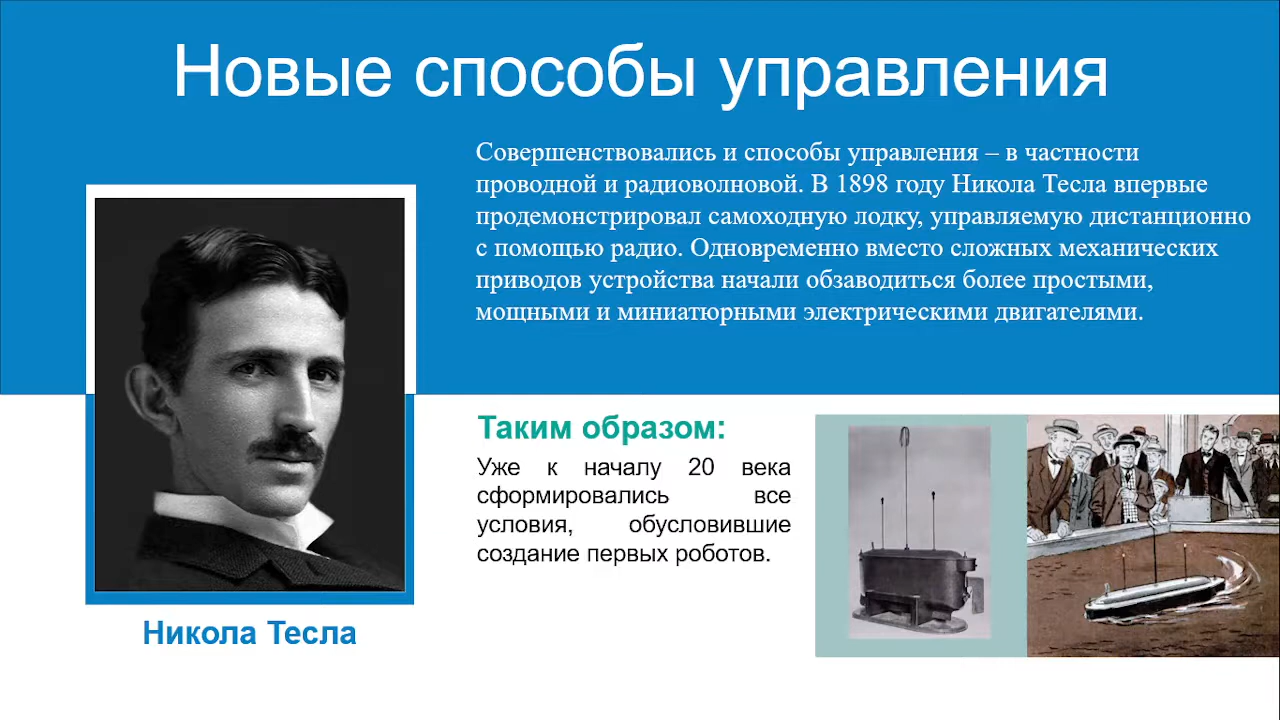 Новые способы управления
Совершенствовались и способы управления – в частности
проводной и радиоволновой. В 1898 году Никола Тесла впервые
продемонстрировал самоходную лодку, управляемую дистанционно
с помощью радио. Одновременно вместо сложных механических
приводов устройства начали обзаводиться более простыми,
мощными и миниатюрными электрическими двигателями.
Таким образом:
Уже к началу 20 века
сформировались все
условия, обусловившие
создание первых роботов.
Никола Тесла